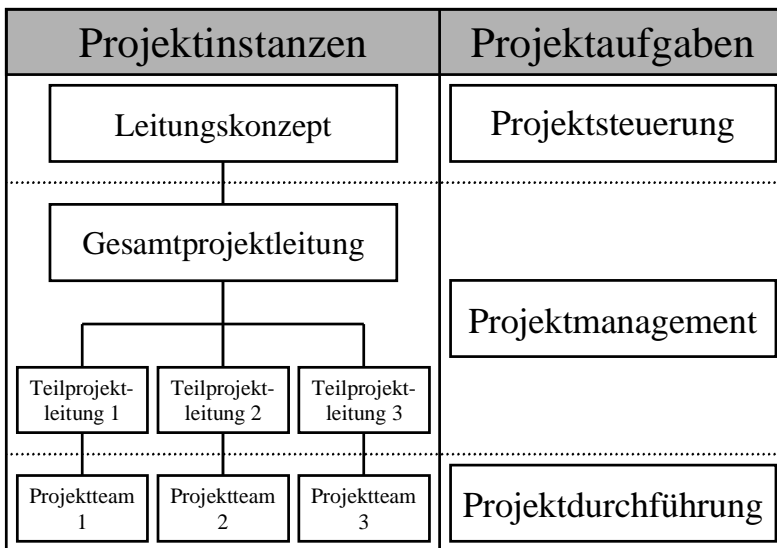 Projektinstanzen
Projektaufgaben
Leitungskonzept
Projektsteuerung
Gesamtprojektleitung
Projektmanagement
Teilprojekt-
leitung 1
Teilprojekt-
leitung 2
Teilprojekt-
leitung 3
Projektteam
1
Projektteam
2
Projektteam
3
Projektdurchführung